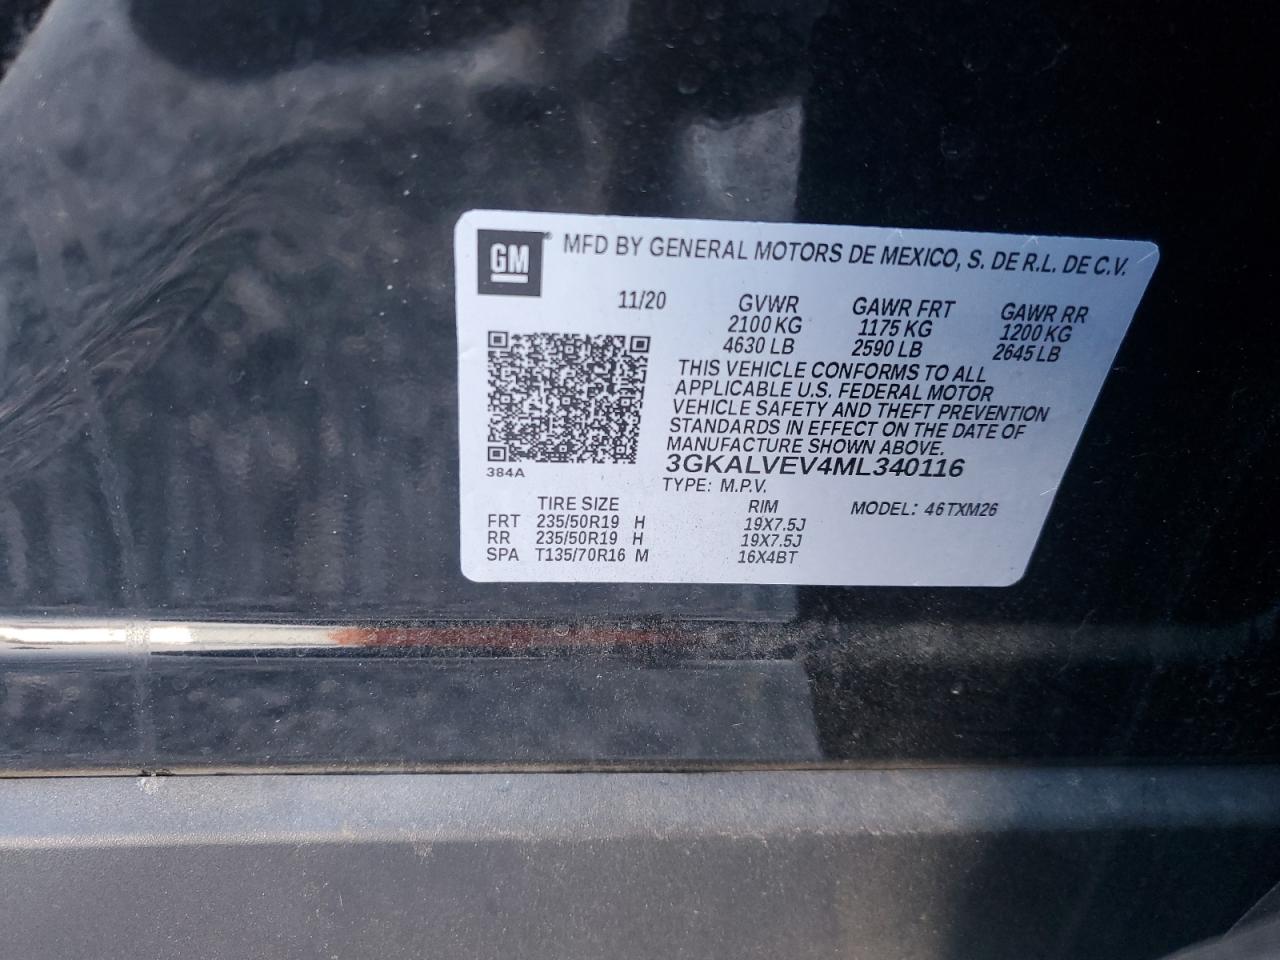 GM® MFD BY GENERAL MOTORS DE MEXICO, S. DE R.L. DE C.V.
11/20 GVWR GAWR FRT GAWR RR
2100 KG 1175 KG 1200 KG
4630 LB 2590 LB 2645 LB
THIS VEHICLE CONFORMS TO ALL
APPLICABLE U.S. FEDERAL MOTOR
VEHICLE SAFETY AND THEFT PREVENTION
STANDARDS IN EFFECT ON THE DATE OF
MANUFACTURE SHOWN ABOVE.
384A 3GKALVEV4ML340116
TYPE: M.P.V.
TIRE SIZE RIM MODEL: 46TXM26
FRT 235/50R19 H 19X7.5J
RR 235/50R19 H 19X7.5J
SPA T135/70R16 M 16X4BT